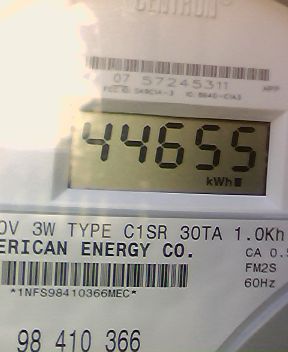 CENTRON
07 57245311
44655
kWh
0V 3W TYPE C1SR 30TA 1.0Kh
ERICAN ENERGY CO.
CA 0.5
FM2S
60Hz
*1NFS98410366MEC*
98 410 366